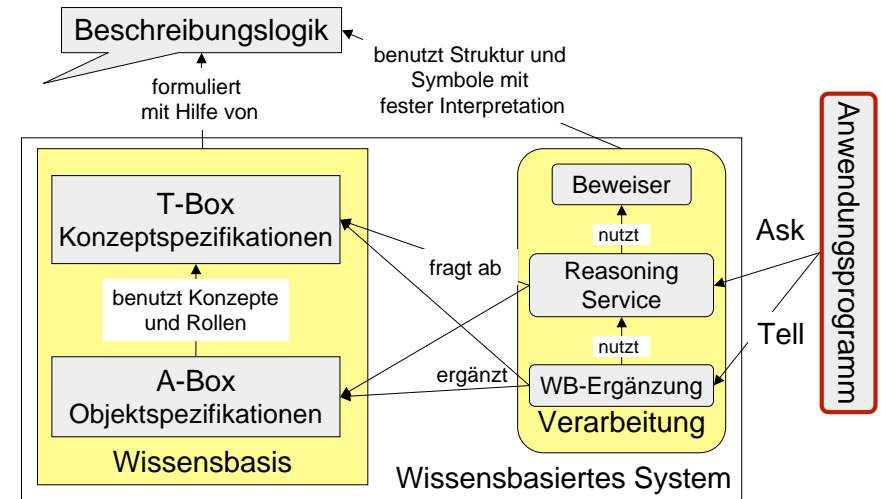 Beschreibungslogik
benutzt Struktur und
Symbole mit
fester Interpretation
formuliert
mit Hilfe von
T-Box
Konzeptspezifikationen
benutzt Konzepte
und Rollen
A-Box
Objektspezifikationen
Wissensbasis
fragt ab
ergänzt
Beweiser
nutzt
Reasoning
Service
nutzt
WB-Ergänzung
Verarbeitung
Wissensbasiertes System
Ask
Tell
Anwendungsprogramm